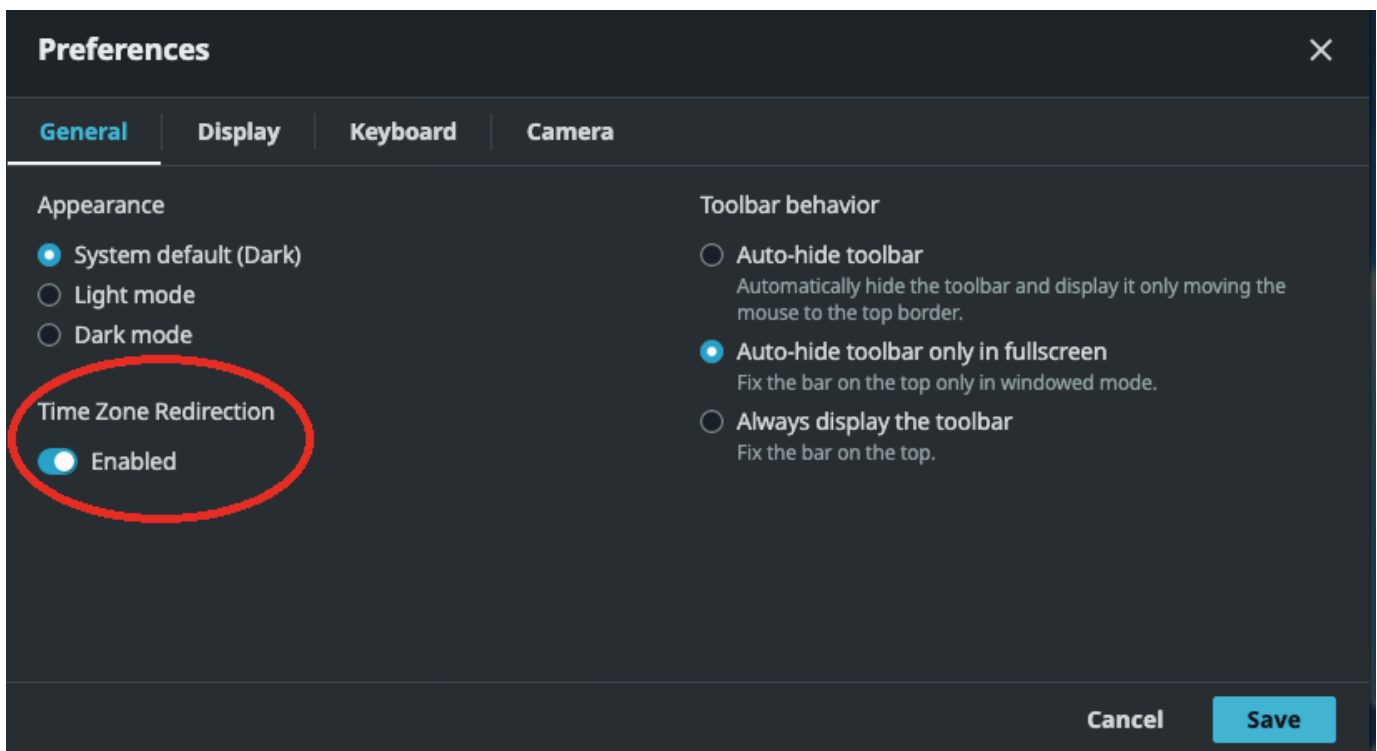 Preferences
General
Display
Keyboard
Camera
Appearance
System default (Dark)
Light mode
Dark mode
Time Zone Redirection
Enabled
Toolbar behavior
Auto-hide toolbar
Automatically hide the toolbar and display it only moving the
mouse to the top border.
Auto-hide toolbar only in fullscreen
Fix the bar on the top only in windowed mode.
Always display the toolbar
Fix the bar on the top.
Cancel
Save